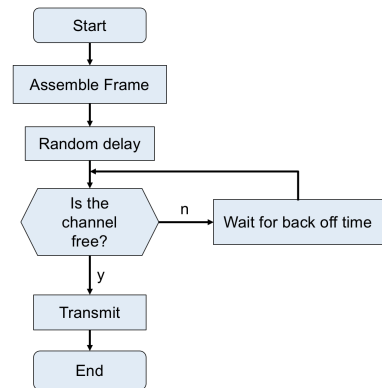 Start
Assemble Frame
Random delay
Is the
channel
free?
n
Wait for back off time
y
Transmit
End